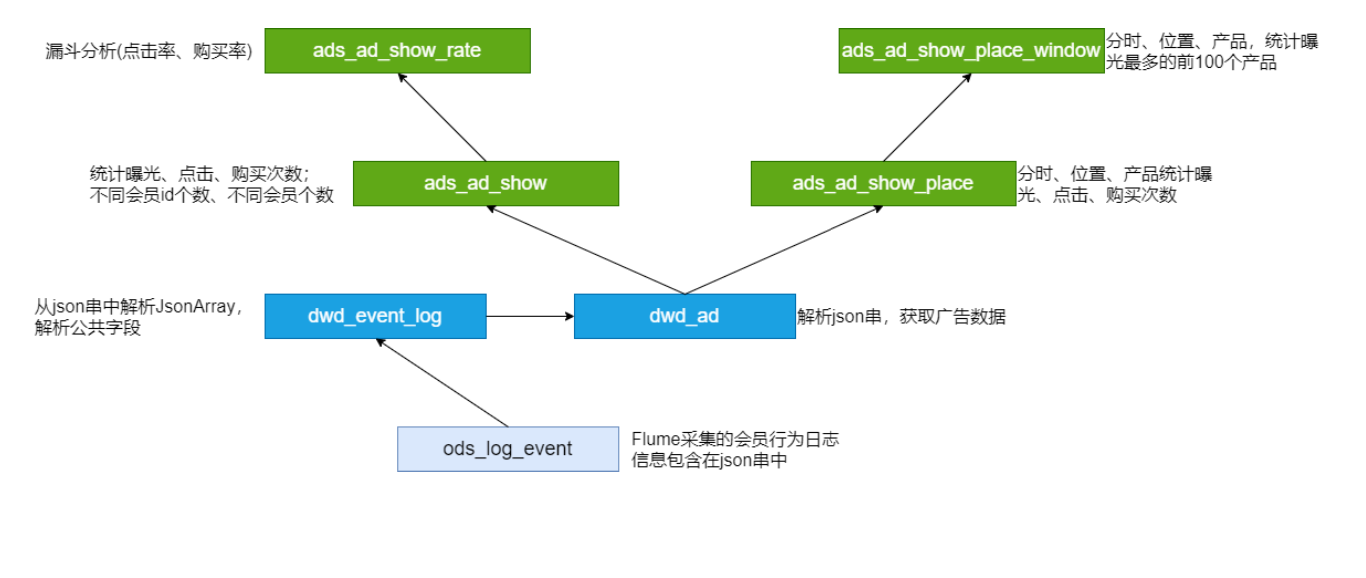 漏斗分析(点击率、购买率)
ads_ad_show_rate
ads_ad_show_place_window
分时、位置、产品，统计曝
光最多的前100个产品
统计曝光、点击、购买次数；
不同会员id个数、不同会员个数
ads_ad_show
ads_ad_show_place
分时、位置、产品统计曝
光、点击、购买次数
从json串中解析JsonArray，
解析公共字段
dwd_event_log
dwd_ad
解析json串，获取广告数据
ods_log_event
Flume采集的会员行为日志
信息包含在json串中